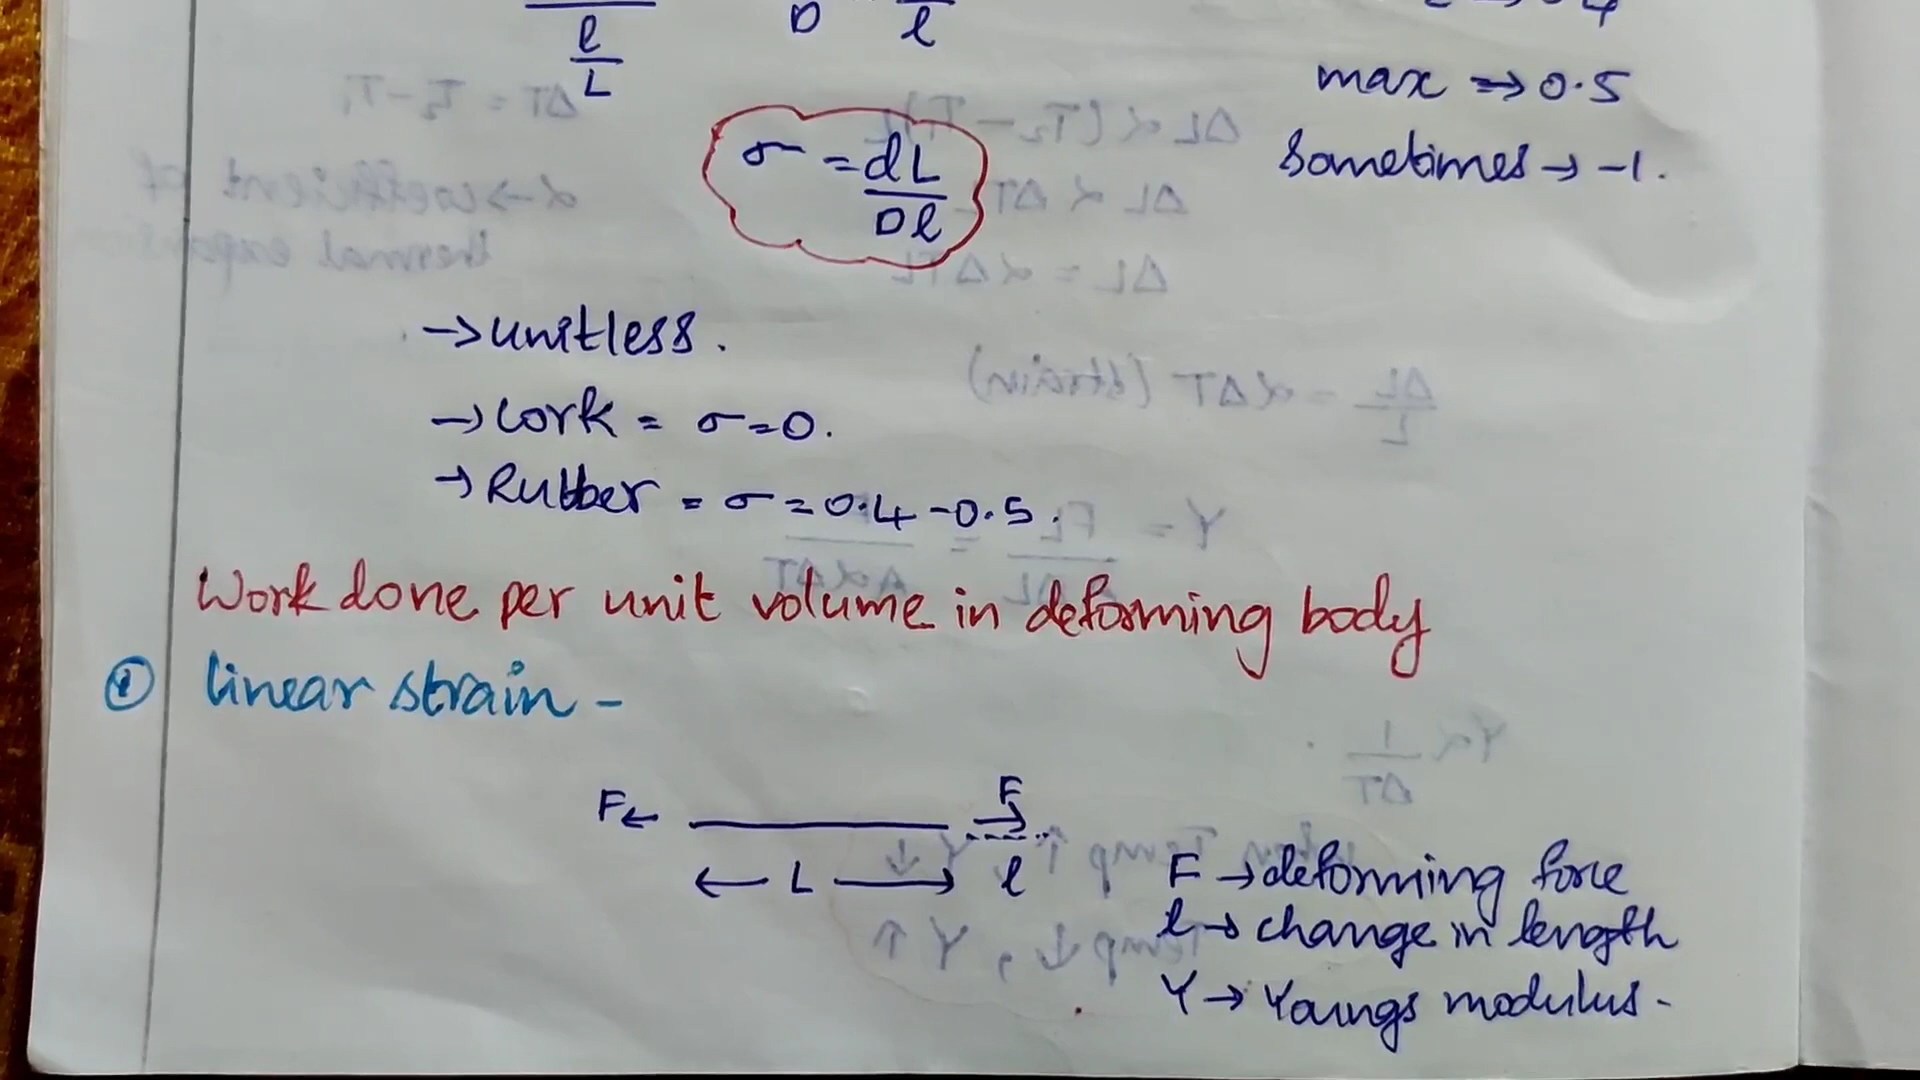 l/L
D l
max ⇒ 0.5
sometimes → -1.
σ = dL/Dl
→ unitless.
→ Cork = σ = 0.
→ Rubber = σ = 0.4 - 0.5.
Work done per unit volume in deforming body
① linear strain -
F ← F →
← L → l
F → deforming force
l → change in length
Y → Youngs modulus -